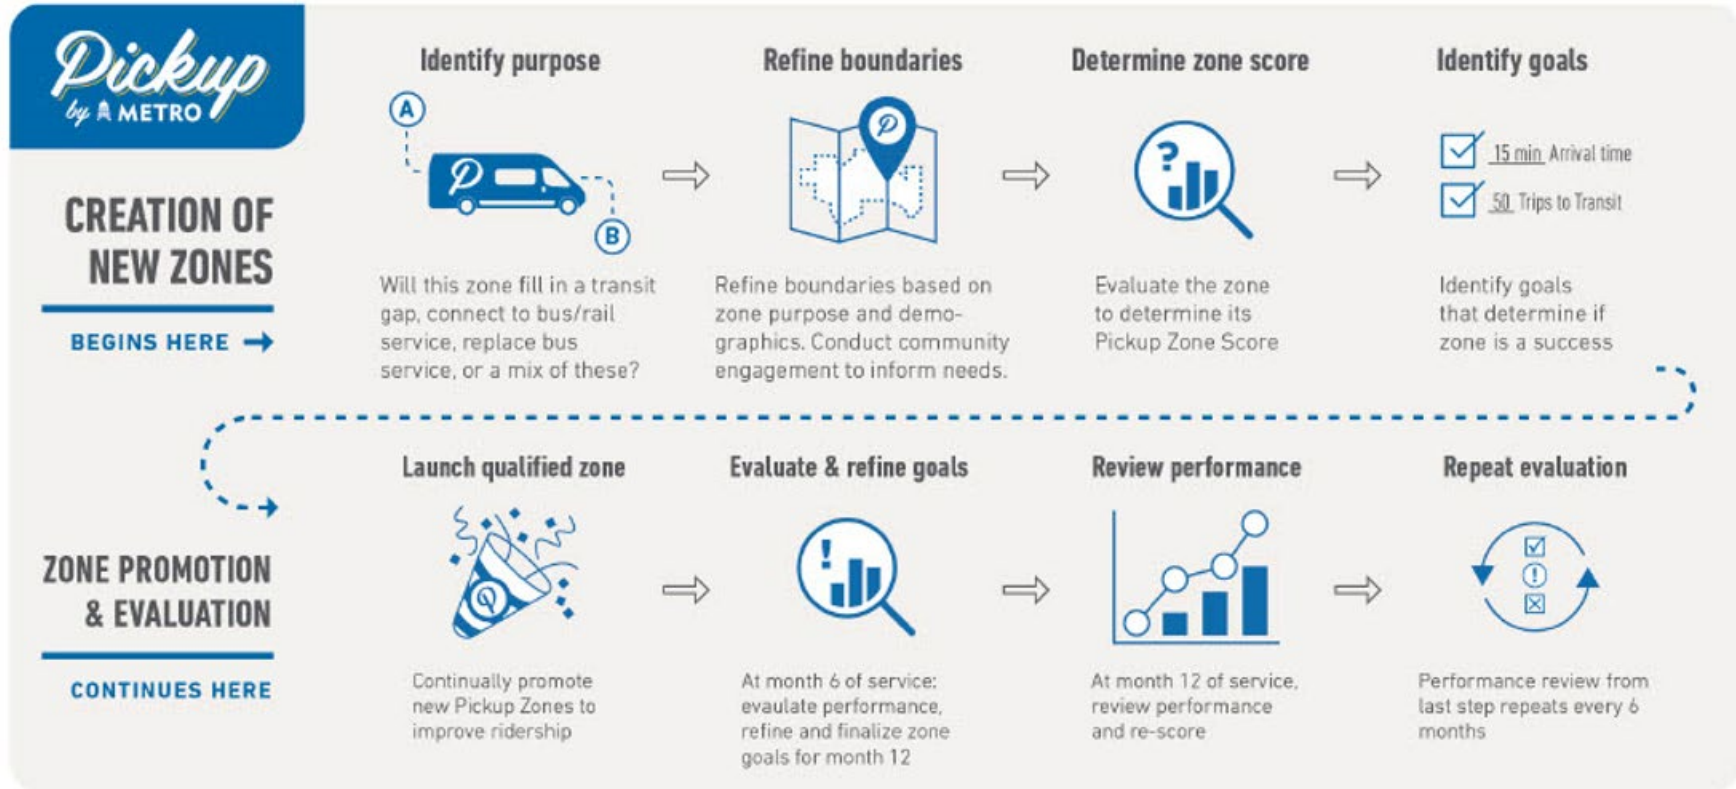 Pickup
by METRO
CREATION OF
NEW ZONES
BEGINS HERE
Identify purpose
A
P
B
Will this zone fill in a transit
gap, connect to bus/rail
service, replace bus
service, or a mix of these?
Refine boundaries
P
Refine boundaries based on
zone purpose and demo-
graphics. Conduct community
engagement to inform needs.
Determine zone score
?
Evaluate the zone
to determine its
Pickup Zone Score
Identify goals
15 min Arrival time
50 Trips to Transit
Identify goals
that determine if
zone is a success
ZONE PROMOTION
& EVALUATION
CONTINUES HERE
Launch qualified zone
P
Continually promote
new Pickup Zones to
improve ridership
Evaluate & refine goals
!
At month 6 of service:
evaulate performance,
refine and finalize zone
goals for month 12
Review performance
At month 12 of service,
review performance
and re-score
Repeat evaluation
!
Performance review from
last step repeats every 6
months